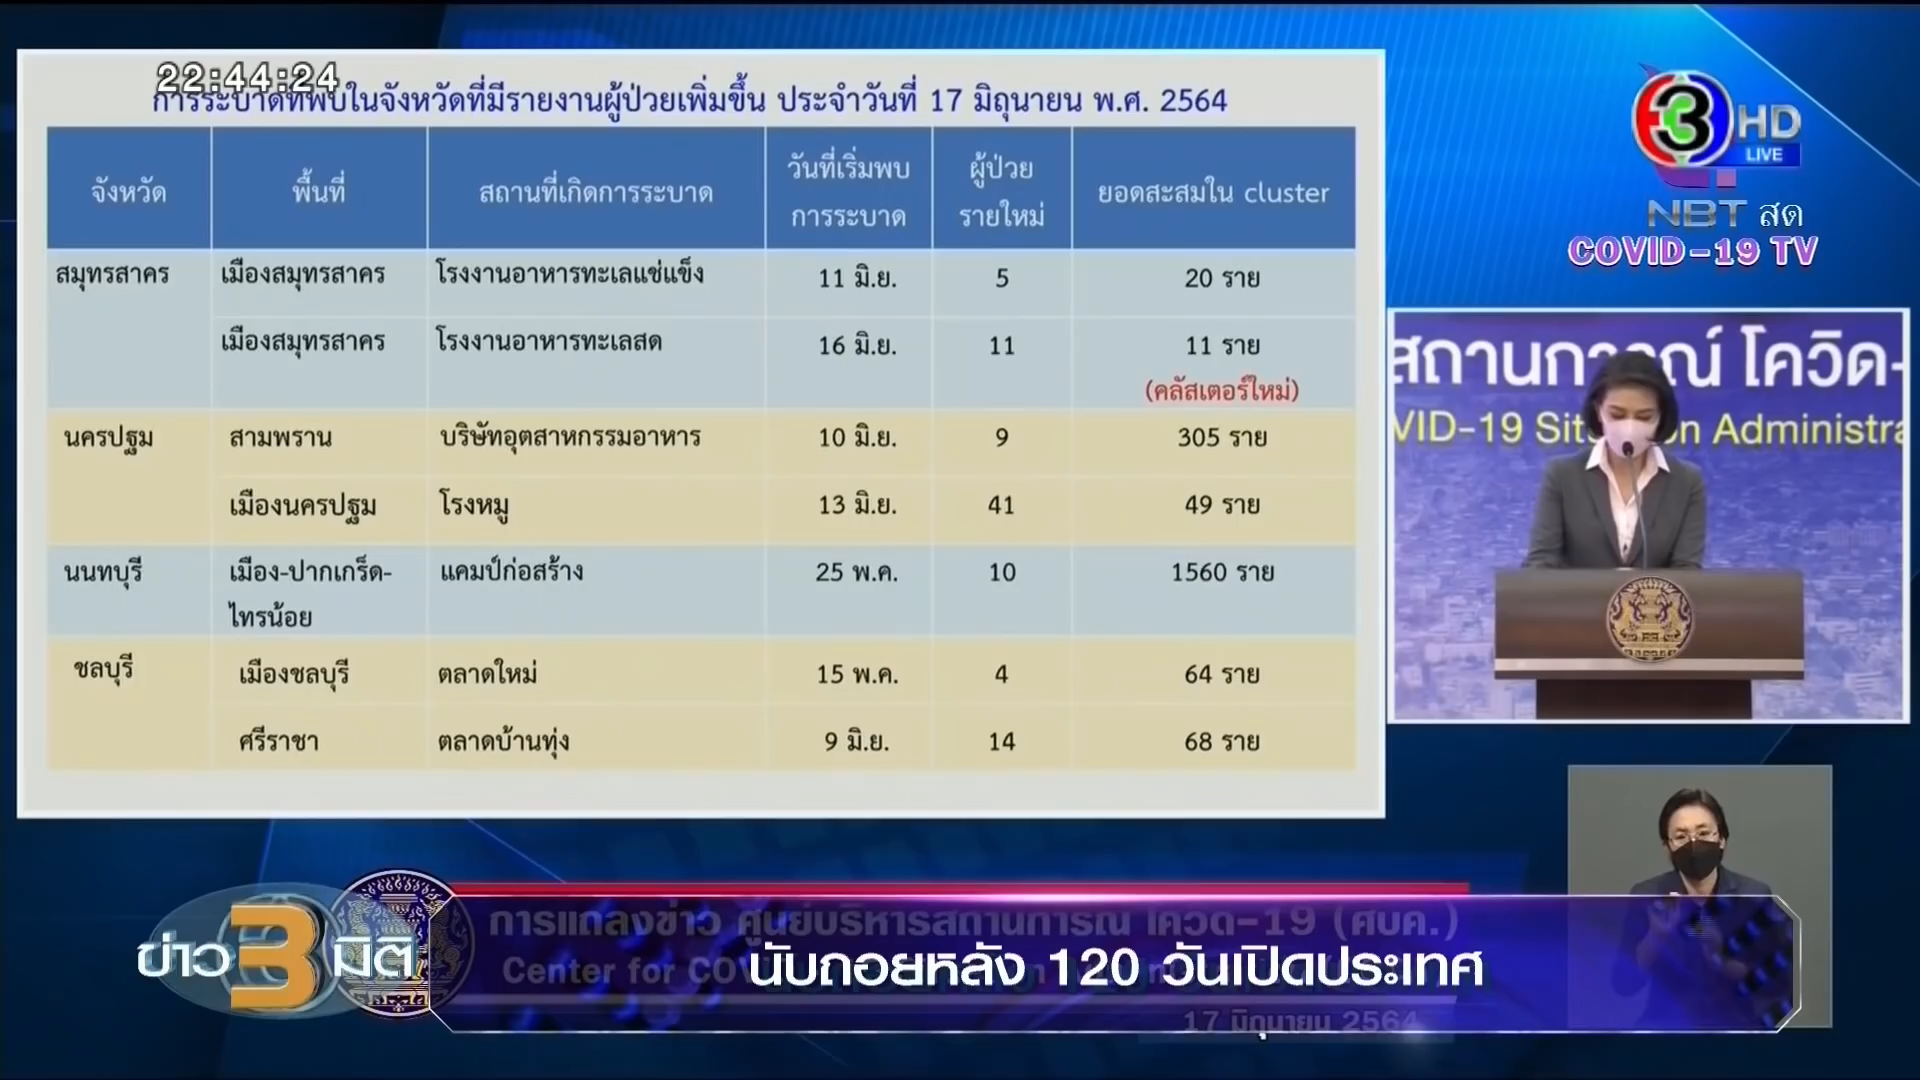 22:44:24
การระบาดที่พบในจังหวัดที่มีรายงานผู้ป่วยเพิ่มขึ้น ประจำวันที่ 17 มิถุนายน พ.ศ. 2564
จังหวัด พื้นที่ สถานที่เกิดการระบาด วันที่เริ่มพบการระบาด ผู้ป่วยรายใหม่ ยอดสะสมใน cluster
สมุทรสาคร เมืองสมุทรสาคร โรงงานอาหารทะเลแช่แข็ง 11 มิ.ย. 5 20 ราย
เมืองสมุทรสาคร โรงงานอาหารทะเลสด 16 มิ.ย. 11 11 ราย
(คลัสเตอร์ใหม่)
นครปฐม สามพราน บริษัทอุตสาหกรรมอาหาร 10 มิ.ย. 9 305 ราย
เมืองนครปฐม โรงหมู 13 มิ.ย. 41 49 ราย
นนทบุรี เมือง-ปากเกร็ด-ไทรน้อย แคมป์ก่อสร้าง 25 พ.ค. 10 1560 ราย
ชลบุรี เมืองชลบุรี ตลาดใหม่ 15 พ.ค. 4 64 ราย
ศรีราชา ตลาดบ้านทุ่ง 9 มิ.ย. 14 68 ราย
3 HD
LIVE
NBT สด
COVID-19 TV
สถานการณ์ โควิด-
VID-19 Sit on Administra
การแถลงข่าว ศูนย์บริหารสถานการณ์ โควิด-19 (ศบค.)
Center for COV
17 มิถุนายน 2564
ข่าว 3 มิติ
นับถอยหลัง 120 วันเปิดประเทศ